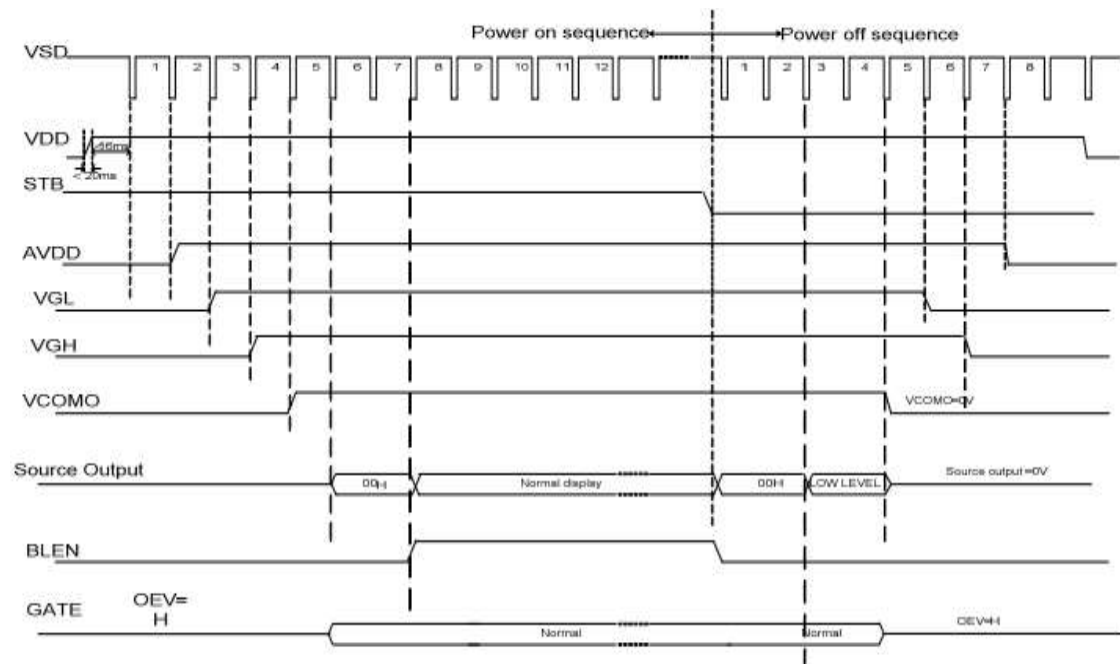 Power on sequence Power off sequence
VSD
1 2 3 4 5 6 7 8 9 10 11 12 1 2 3 4 5 6 7 8
VDD
<16ms
< 20ms
STB
AVDD
VGL
VGH
VCOMO
VCOMO=0V
Source Output
00H Normal display 00H LOW LEVEL Source output =0V
BLEN
GATE
OEV=
H
Normal Normal OEV=H